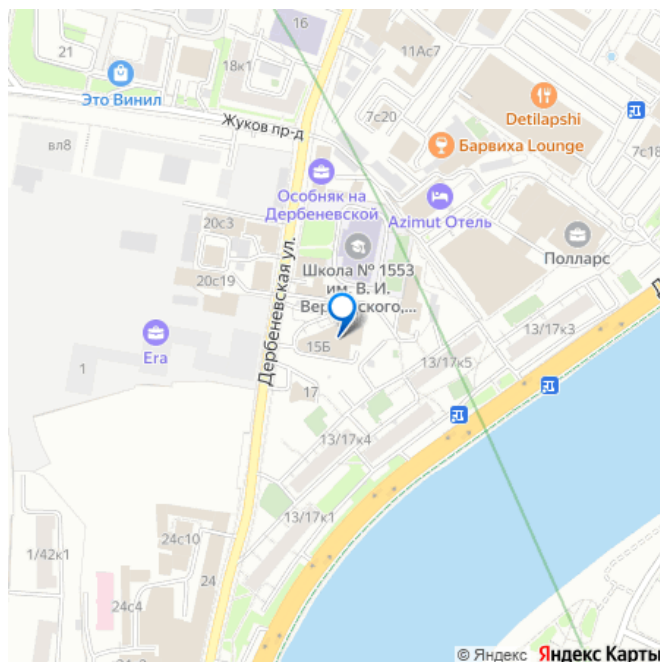 16
21
18к1
11Ас7
Это Винил
Detilapshi
7с20
Жуков пр-д
Барвиха Lounge
вл8
7с18
Особняк на
Дербеневской
20с3
Azimut Отель
Полларс
Школа № 1553
им. В. И.
20с19
Дербеневская ул.
13/17к3
Era
15Б
13/17к5
1
17
13/17к4
13/17к1
24с10
1/42к1
24
24с4
© Яндекс Яндекс Карты